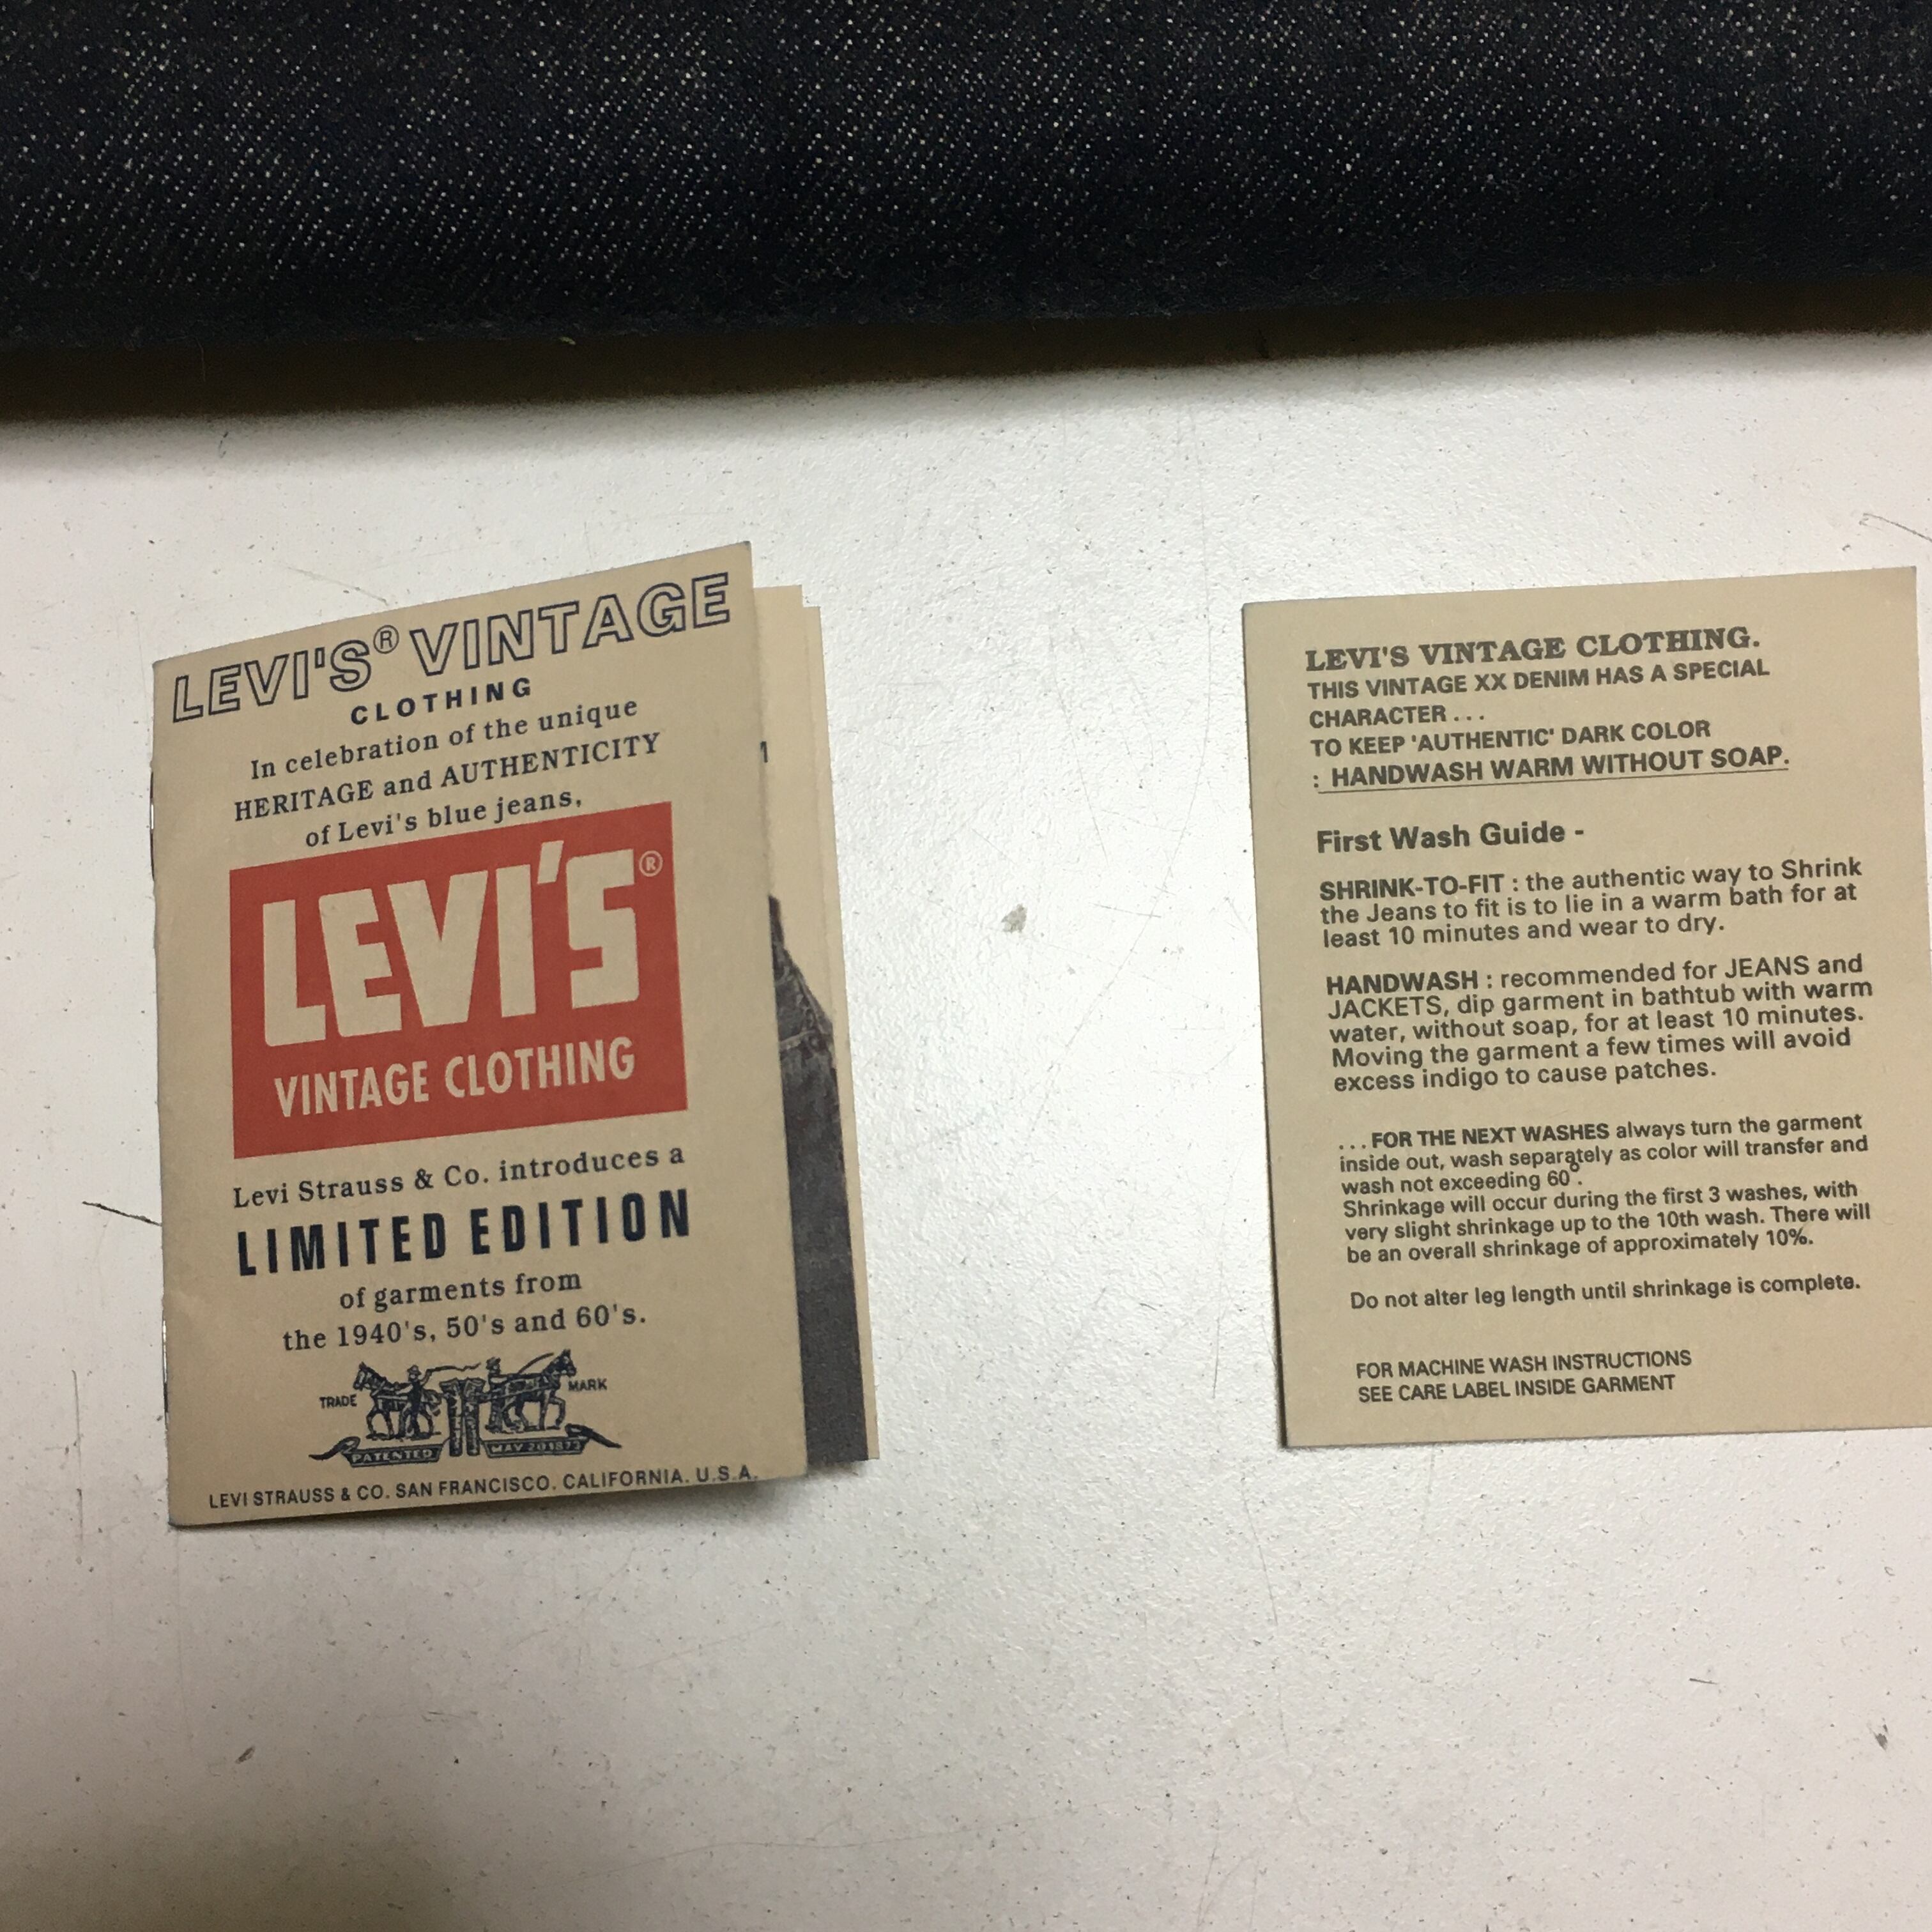 LEVI'S® VINTAGE
CLOTHING
In celebration of the unique
HERITAGE and AUTHENTICITY
of Levi's blue jeans,
LEVI'S®
VINTAGE CLOTHING
Levi Strauss & Co. introduces a
LIMITED EDITION
of garments from
the 1940's, 50's and 60's.
TRADE MARK
PATENTED MAY 20 1873
LEVI STRAUSS & CO. SAN FRANCISCO. CALIFORNIA. U.S.A.
LEVI'S VINTAGE CLOTHING.
THIS VINTAGE XX DENIM HAS A SPECIAL
CHARACTER . . .
TO KEEP 'AUTHENTIC' DARK COLOR
: HANDWASH WARM WITHOUT SOAP.
First Wash Guide -
SHRINK-TO-FIT : the authentic way to Shrink
the Jeans to fit is to lie in a warm bath for at
least 10 minutes and wear to dry.
HANDWASH : recommended for JEANS and
JACKETS, dip garment in bathtub with warm
water, without soap, for at least 10 minutes.
Moving the garment a few times will avoid
excess indigo to cause patches.
. . . FOR THE NEXT WASHES always turn the garment
inside out, wash separately as color will transfer and
wash not exceeding 60°.
Shrinkage will occur during the first 3 washes, with
very slight shrinkage up to the 10th wash. There will
be an overall shrinkage of approximately 10%.
Do not alter leg length until shrinkage is complete.
FOR MACHINE WASH INSTRUCTIONS
SEE CARE LABEL INSIDE GARMENT